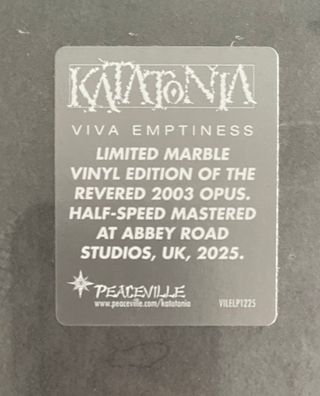 KATATONIA
VIVA EMPTINESS
LIMITED MARBLE
VINYL EDITION OF THE
REVERED 2003 OPUS.
HALF-SPEED MASTERED
AT ABBEY ROAD
STUDIOS, UK, 2025.
PEACEVILLE
www.peaceville.com/katatonia VILELP1225